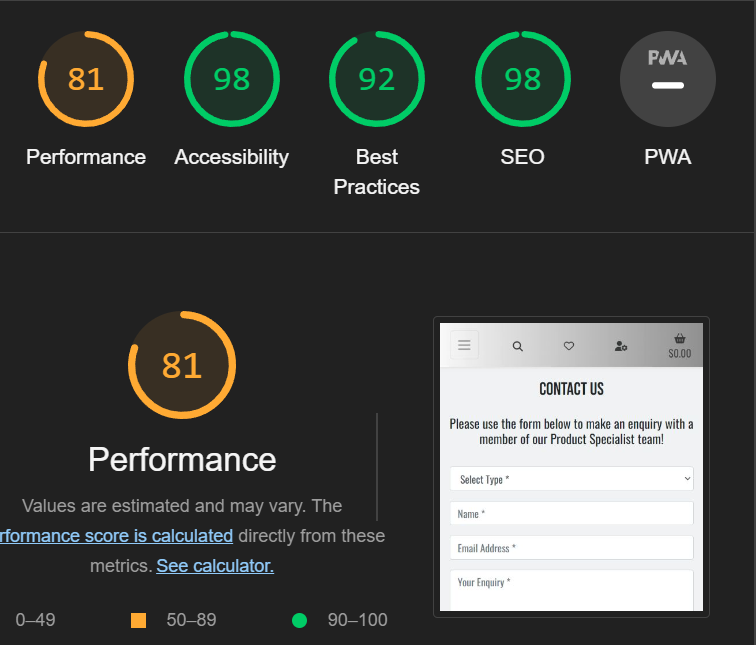 81
98
92
98
PWA
Performance
Accessibility
Best
Practices
SEO
PWA
81
Performance
Values are estimated and may vary. The
rformance score is calculated directly from these
metrics. See calculator.
0–49
50–89
90–100
$0.00
CONTACT US
Please use the form below to make an enquiry with a
member of our Product Specialist team!
Select Type *
Name *
Email Address *
Your Enquiry *